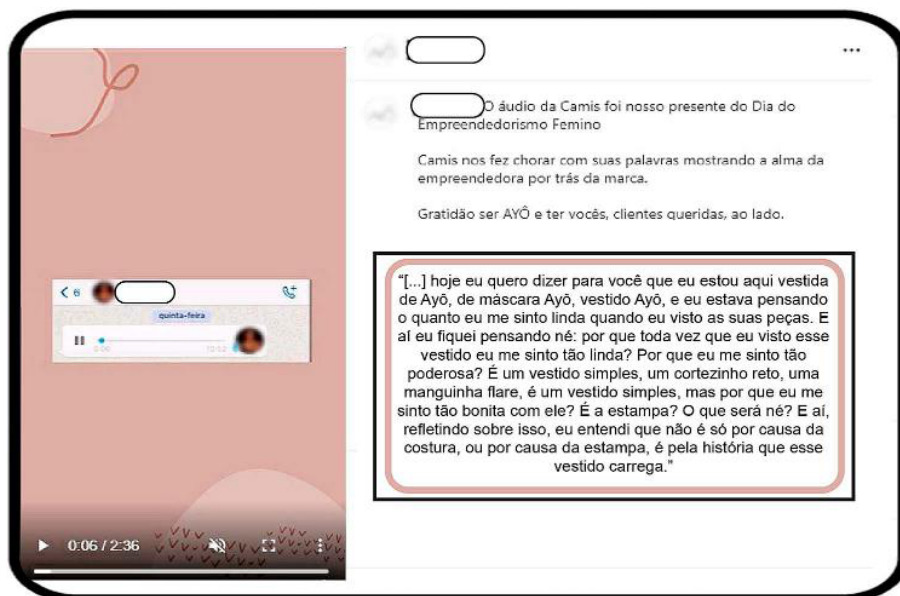 O áudio da Camis foi nosso presente do Dia do
Empreendedorismo Femino
Camis nos fez chorar com suas palavras mostrando a alma da
empreendedora por trás da marca.
Gratidão ser AYÔ e ter vocês, clientes queridas, ao lado.
6
quinta-feira
0:06
10:52
"[...] hoje eu quero dizer para você que eu estou aqui vestida
de Ayô, de máscara Ayô, vestido Ayô, e eu estava pensando
o quanto eu me sinto linda quando eu visto as suas peças. E
aí eu fiquei pensando né: por que toda vez que eu visto esse
vestido eu me sinto tão linda? Por que eu me sinto tão
poderosa? É um vestido simples, um cortezinho reto, uma
manguinha flare, é um vestido simples, mas por que eu me
sinto tão bonita com ele? É a estampa? O que será né? E aí,
refletindo sobre isso, eu entendi que não é só por causa da
costura, ou por causa da estampa, é pela história que esse
vestido carrega."
0:06 / 2:36